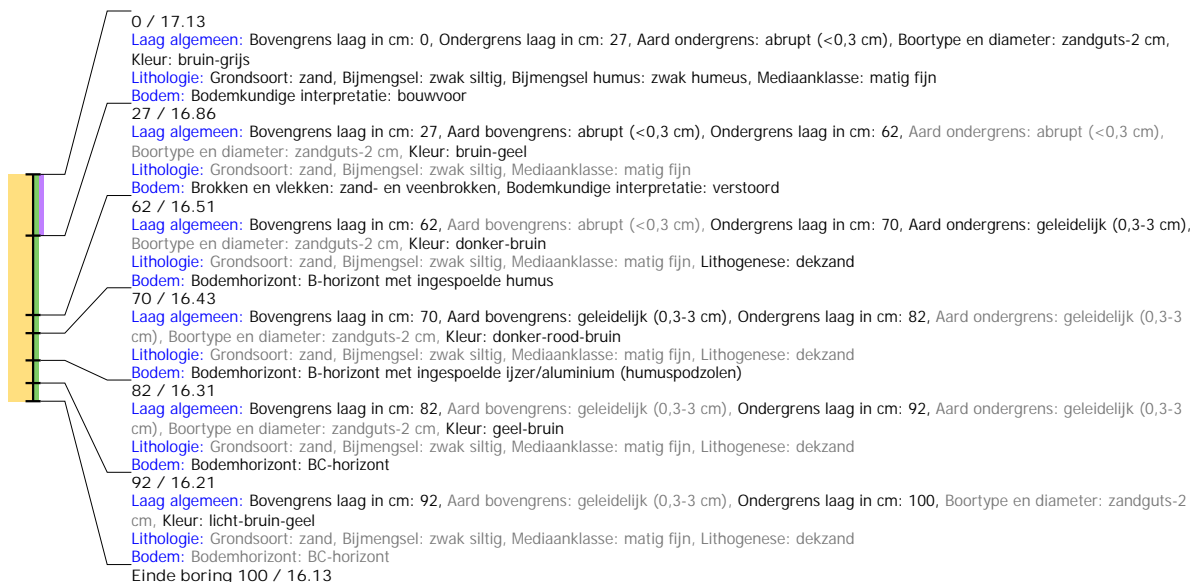 0 / 17.13
Laag algemeen: Bovengrens laag in cm: 0, Ondergrens laag in cm: 27, Aard ondergrens: abrupt (<0,3 cm), Boortype en diameter: zandguts-2 cm,
Kleur: bruin-grijs
Lithologie: Grondsoort: zand, Bijmengsel: zwak siltig, Bijmengsel humus: zwak humeus, Mediaanklasse: matig fijn
Bodem: Bodemkundige interpretatie: bouwvoor
27 / 16.86
Laag algemeen: Bovengrens laag in cm: 27, Aard bovengrens: abrupt (<0,3 cm), Ondergrens laag in cm: 62, Aard ondergrens: abrupt (<0,3 cm),
Boortype en diameter: zandguts-2 cm, Kleur: bruin-geel
Lithologie: Grondsoort: zand, Bijmengsel: zwak siltig, Mediaanklasse: matig fijn
Bodem: Brokken en vlekken: zand- en veenbrokken, Bodemkundige interpretatie: verstoord
62 / 16.51
Laag algemeen: Bovengrens laag in cm: 62, Aard bovengrens: abrupt (<0,3 cm), Ondergrens laag in cm: 70, Aard ondergrens: geleidelijk (0,3-3 cm),
Boortype en diameter: zandguts-2 cm, Kleur: donker-bruin
Lithologie: Grondsoort: zand, Bijmengsel: zwak siltig, Mediaanklasse: matig fijn, Lithogenese: dekzand
Bodem: Bodemhorizont: B-horizont met ingespoelde humus
70 / 16.43
Laag algemeen: Bovengrens laag in cm: 70, Aard bovengrens: geleidelijk (0,3-3 cm), Ondergrens laag in cm: 82, Aard ondergrens: geleidelijk (0,3-3
cm), Boortype en diameter: zandguts-2 cm, Kleur: donker-rood-bruin
Lithologie: Grondsoort: zand, Bijmengsel: zwak siltig, Mediaanklasse: matig fijn, Lithogenese: dekzand
Bodem: Bodemhorizont: B-horizont met ingespoelde ijzer/aluminium (humuspodzolen)
82 / 16.31
Laag algemeen: Bovengrens laag in cm: 82, Aard bovengrens: geleidelijk (0,3-3 cm), Ondergrens laag in cm: 92, Aard ondergrens: geleidelijk (0,3-3
cm), Boortype en diameter: zandguts-2 cm, Kleur: geel-bruin
Lithologie: Grondsoort: zand, Bijmengsel: zwak siltig, Mediaanklasse: matig fijn, Lithogenese: dekzand
Bodem: Bodemhorizont: BC-horizont
92 / 16.21
Laag algemeen: Bovengrens laag in cm: 92, Aard bovengrens: geleidelijk (0,3-3 cm), Ondergrens laag in cm: 100, Boortype en diameter: zandguts-2
cm, Kleur: licht-bruin-geel
Lithologie: Grondsoort: zand, Bijmengsel: zwak siltig, Mediaanklasse: matig fijn, Lithogenese: dekzand
Bodem: Bodemhorizont: BC-horizont
Einde boring 100 / 16.13